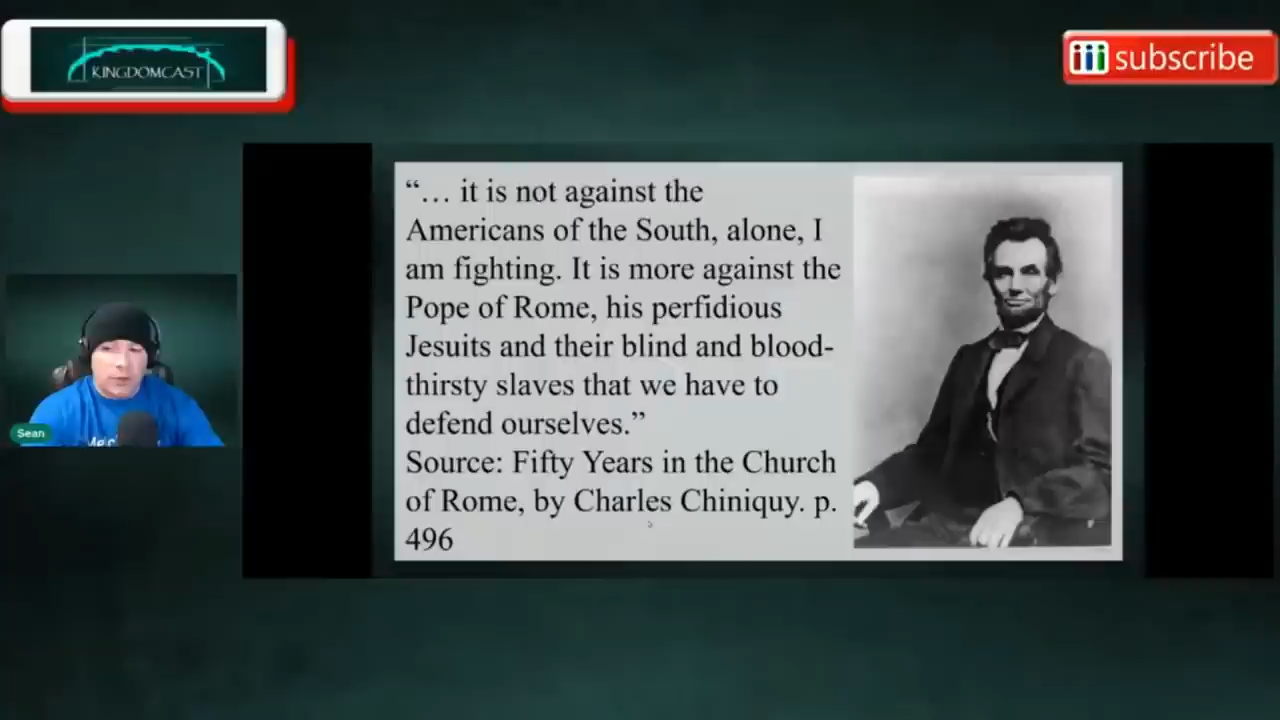 KINGDOMCAST
subscribe
“… it is not against the
Americans of the South, alone, I
am fighting. It is more against the
Pope of Rome, his perfidious
Jesuits and their blind and blood-
thirsty slaves that we have to
defend ourselves.”
Source: Fifty Years in the Church
of Rome, by Charles Chiniquy. p.
496
Sean